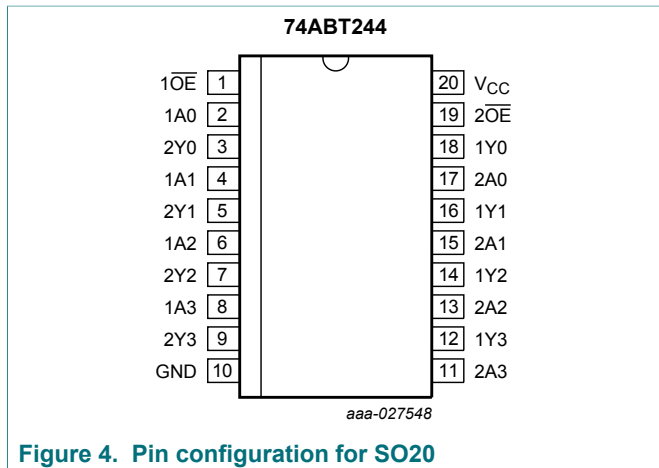 74ABT244
1O̅E̅ 1
1A0 2
2Y0 3
1A1 4
2Y1 5
1A2 6
2Y2 7
1A3 8
2Y3 9
GND 10
20 VCC
19 2O̅E̅
18 1Y0
17 2A0
16 1Y1
15 2A1
14 1Y2
13 2A2
12 1Y3
11 2A3
aaa-027548
Figure 4. Pin configuration for SO20